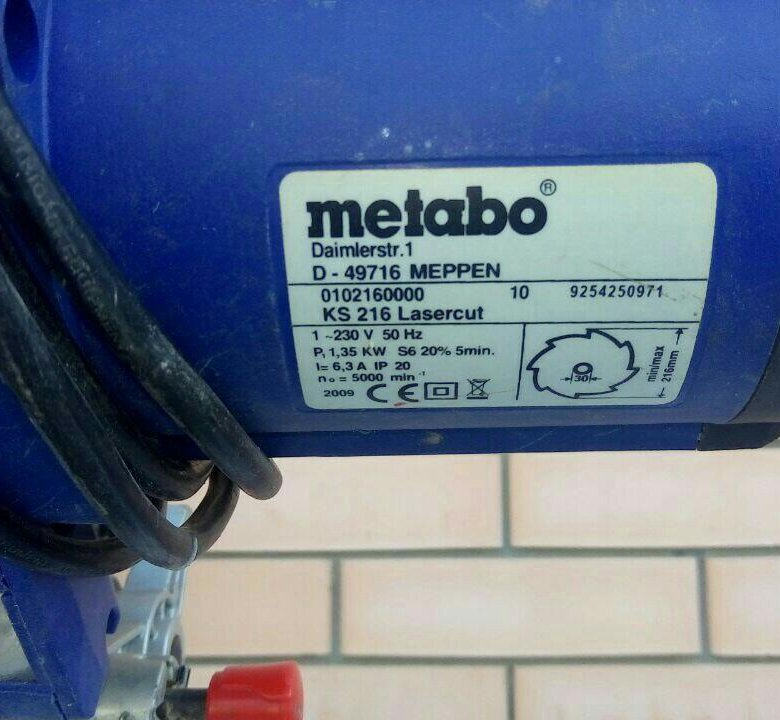 metabo®
Daimlerstr.1
D - 49716 MEPPEN
0102160000 10 9254250971
KS 216 Lasercut
1 ~230 V 50 Hz
P₁ 1,35 KW S6 20% 5min.
I= 6,3 A IP 20
n₀ = 5000 min⁻¹
2009 CE
30
min/max
216mm